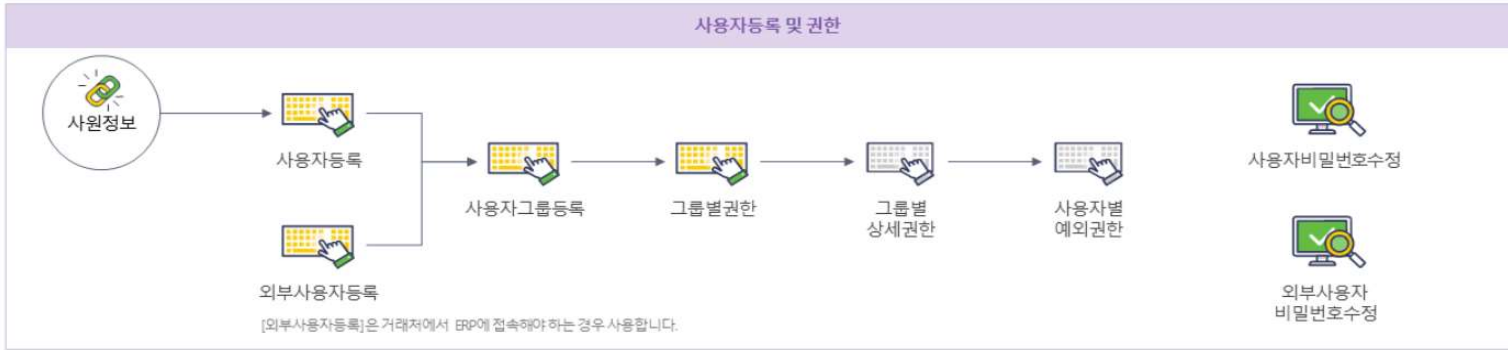 사용자등록 및 권한
사원정보
사용자등록
외부사용자등록
[외부사용자등록]은 거래처에서 ERP에 접속해야 하는 경우 사용합니다.
사용자그룹등록
그룹별권한
그룹별
상세권한
사용자별
예외권한
사용자비밀번호수정
외부사용자
비밀번호수정